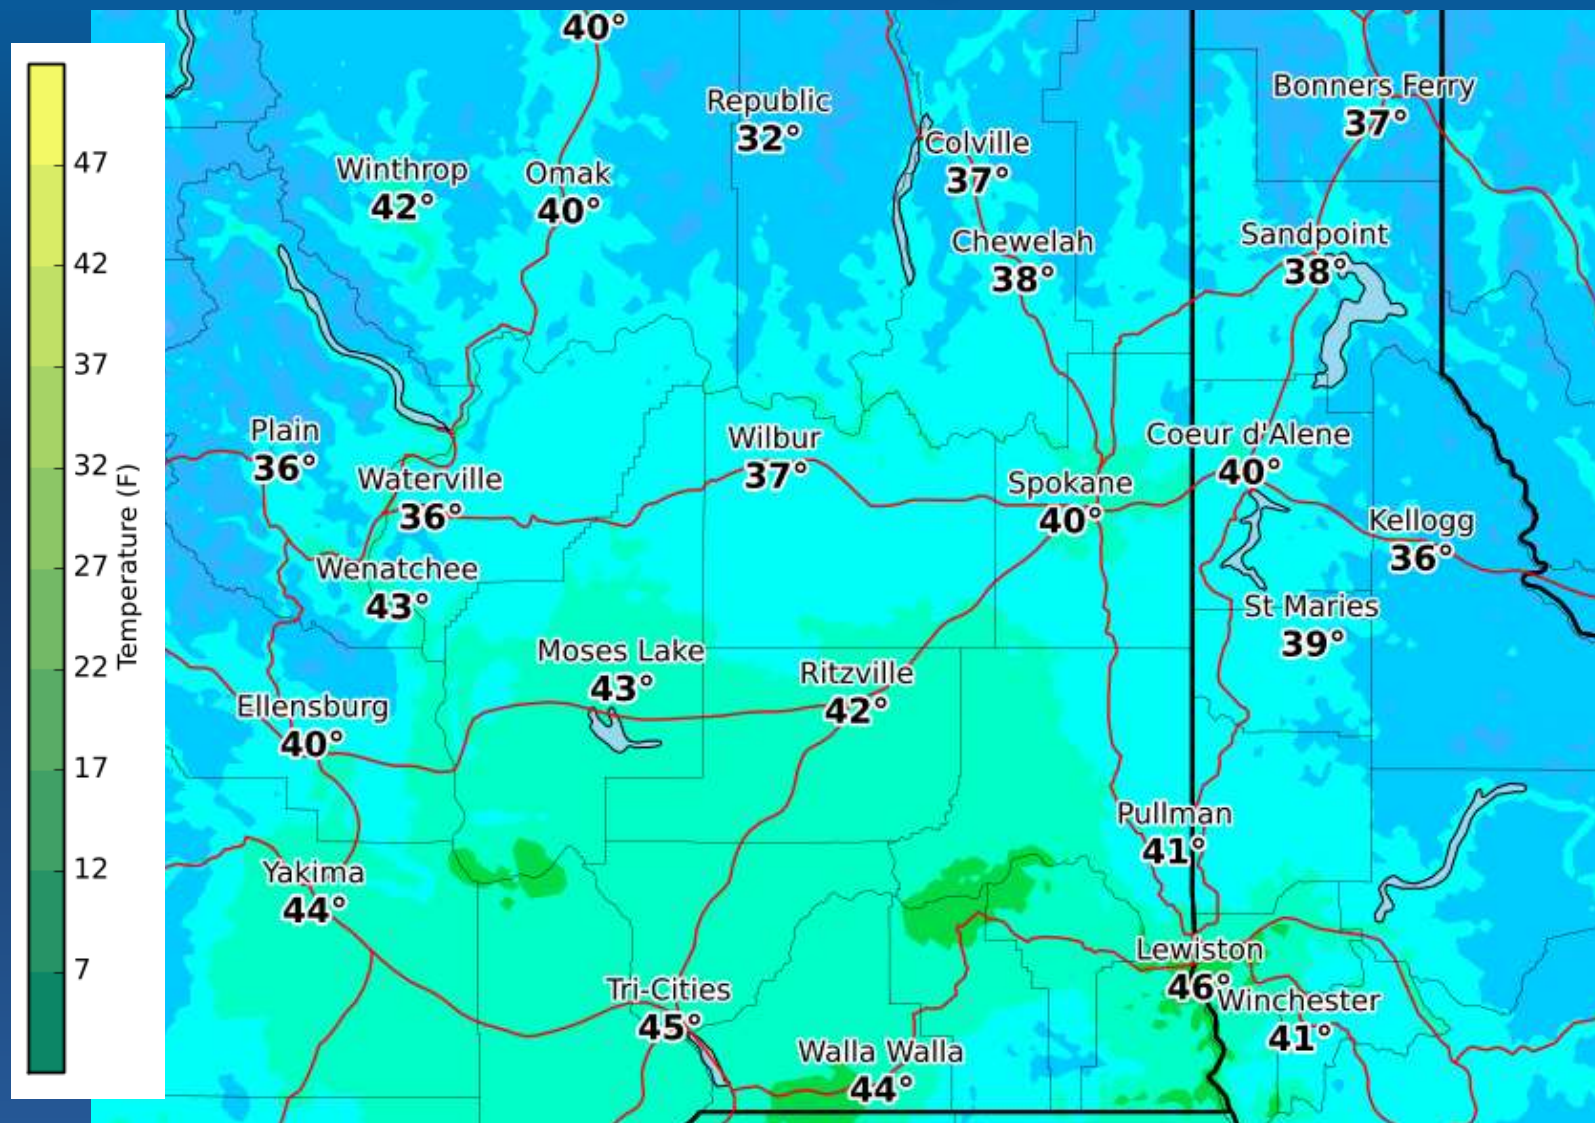 40°
Republic
32°
Bonners Ferry
37°
Colville
37°
Winthrop
42°
Omak
40°
Chewelah
38°
Sandpoint
38°
Plain
36°
Waterville
36°
Wilbur
37°
Spokane
40°
Coeur d'Alene
40°
Kellogg
36°
Wenatchee
43°
St Maries
39°
Moses Lake
43°
Ritzville
42°
Ellensburg
40°
Pullman
41°
Yakima
44°
Lewiston
46°
Winchester
41°
Tri-Cities
45°
Walla Walla
44°
47
42
37
32
27
22
17
12
7
Temperature (F)